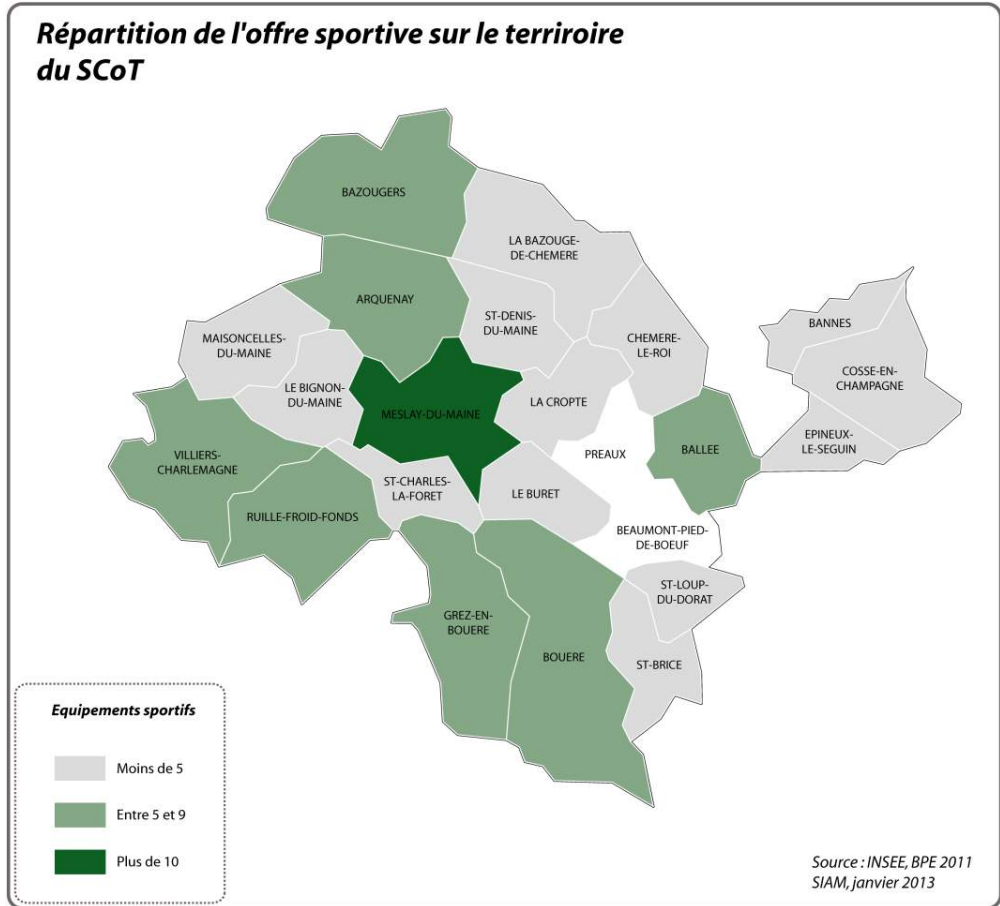 Répartition de l'offre sportive sur le terriroire
du SCoT
BAZOUGERS
LA BAZOUGE-
DE-CHEMERE
ARQUENAY
ST-DENIS-
DU-MAINE
BANNES
MAISONCELLES-
DU-MAINE
CHEMERE-
LE-ROI
COSSE-EN-
CHAMPAGNE
LE BIGNON-
DU-MAINE
MESLAY-DU-MAINE
LA CROPTE
EPINEUX-
LE-SEGUIN
VILLIERS-
CHARLEMAGNE
PREAUX
BALLEE
ST-CHARLES-
LA-FORET
LE BURET
RUILLE-FROID-FONDS
BEAUMONT-PIED-
DE-BOEUF
ST-LOUP-
DU-DORAT
GREZ-EN-
BOUERE
BOUERE
ST-BRICE
Equipements sportifs
Moins de 5
Entre 5 et 9
Plus de 10
Source : INSEE, BPE 2011
SIAM, janvier 2013